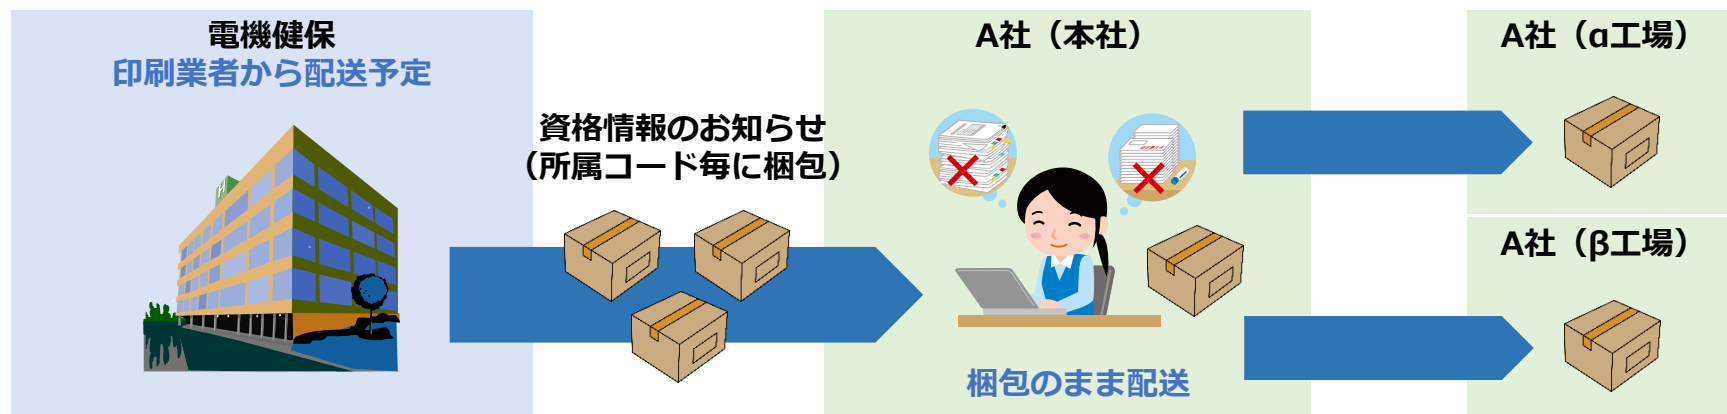 電機健保
印刷業者から配送予定
資格情報のお知らせ
（所属コード毎に梱包）
A社（本社）
梱包のまま配送
A社（α工場）
A社（β工場）
H